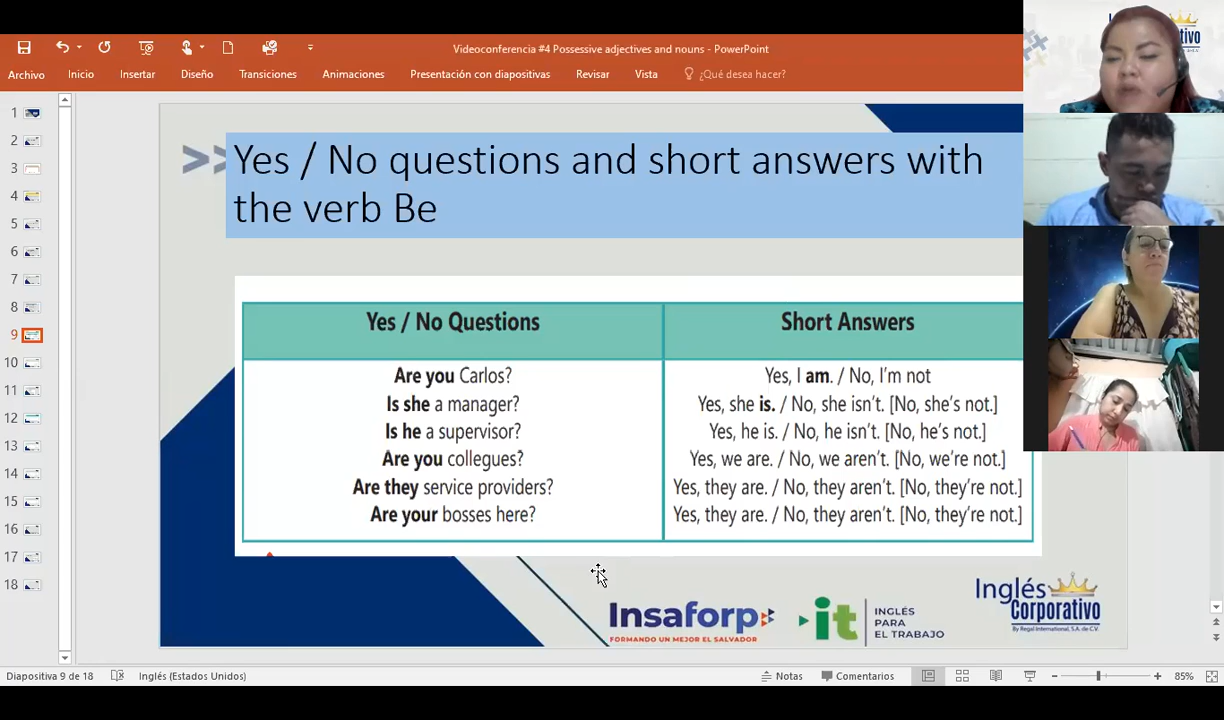 Videoconferencia #4 Possessive adjectives and nouns - PowerPoint
Archivo Inicio Insertar Diseño Transiciones Animaciones Presentación con diapositivas Revisar Vista ¿Qué desea hacer?
1
2
3
4
5
6
7
8
9
10
11
12
13
14
15
16
17
18
>> Yes / No questions and short answers with
the verb Be
Yes / No Questions Short Answers
Are you Carlos? Yes, I am. / No, I'm not
Is she a manager? Yes, she is. / No, she isn't. [No, she's not.]
Is he a supervisor? Yes, he is. / No, he isn't. [No, he's not.]
Are you collegues? Yes, we are. / No, we aren't. [No, we're not.]
Are they service providers? Yes, they are. / No, they aren't. [No, they're not.]
Are your bosses here? Yes, they are. / No, they aren't. [No, they're not.]
Insaforp
FORMANDO UN MEJOR EL SALVADOR
it
INGLÉS
PARA
EL TRABAJO
Inglés
Corporativo
By Regal International, S.A. de C.V.
Diapositiva 9 de 18 Inglés (Estados Unidos) Notas Comentarios 85%